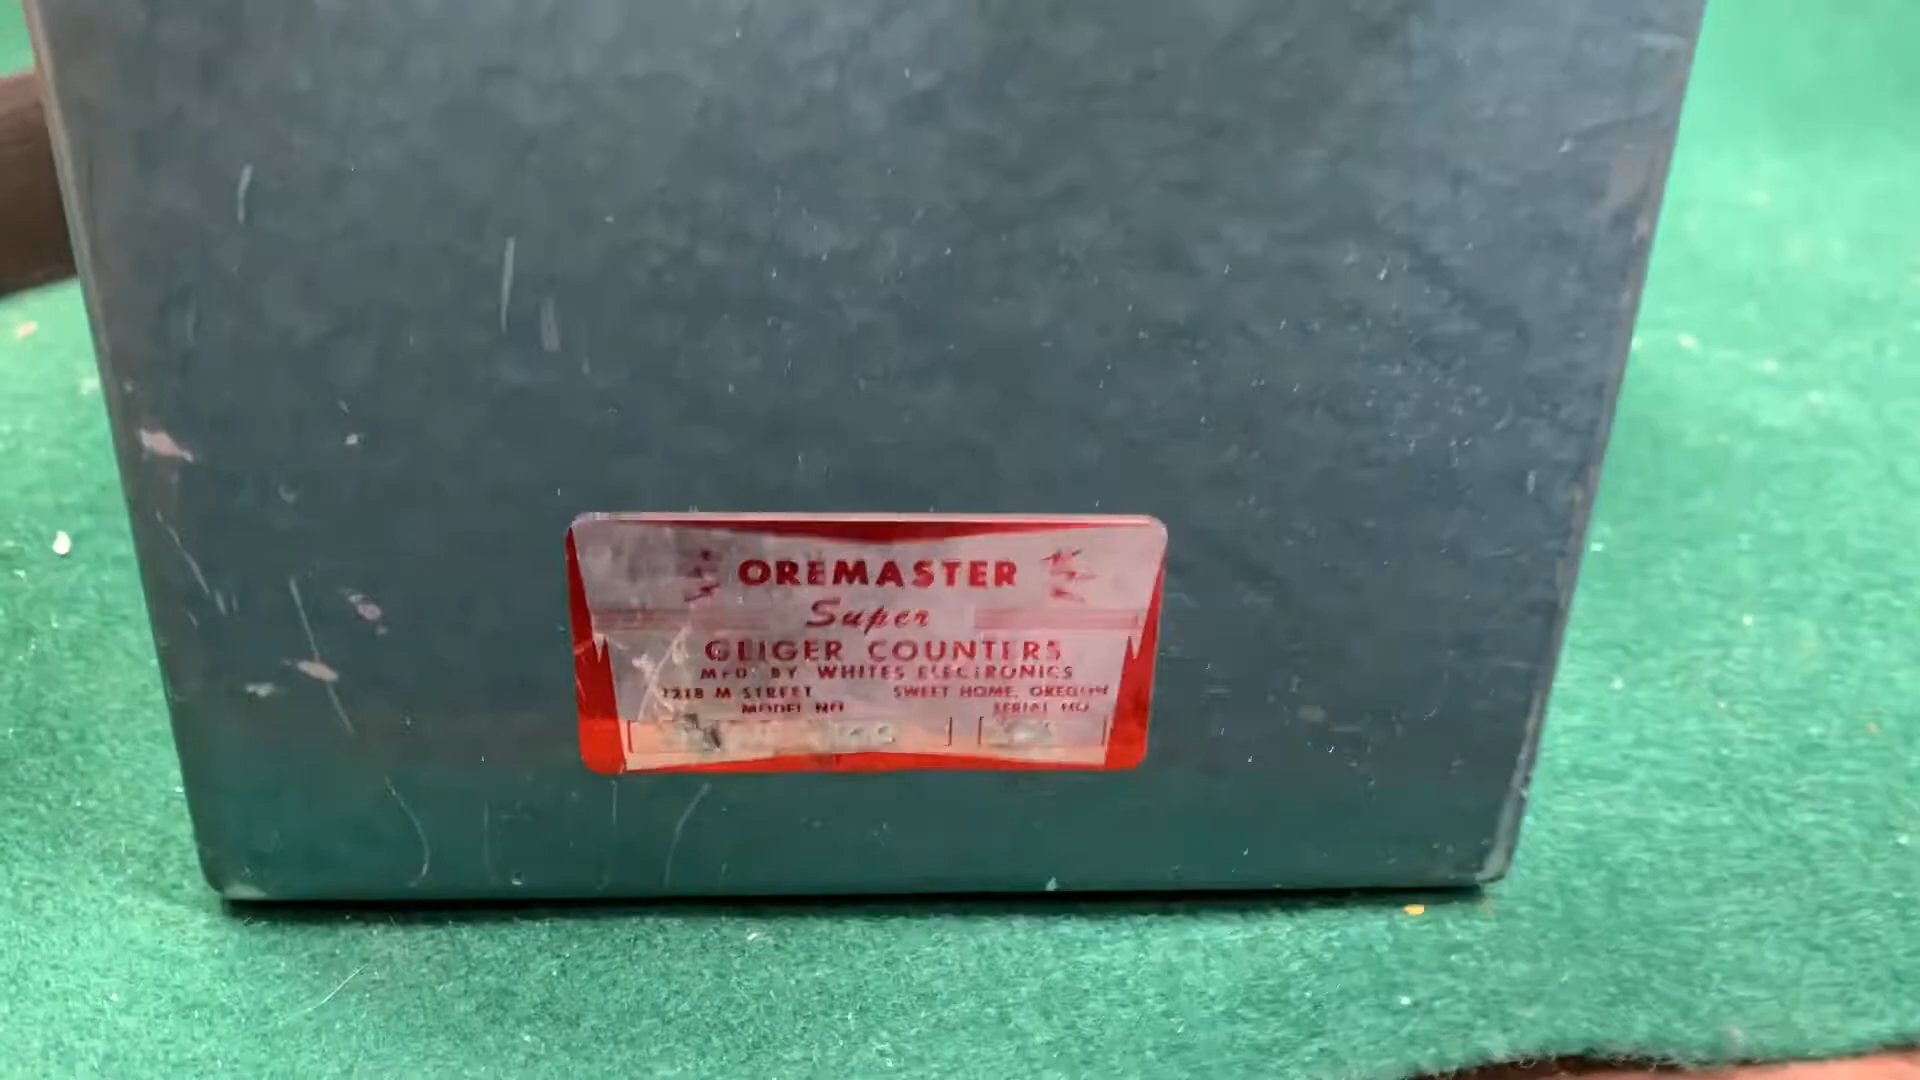 OREMASTER
Super
GEIGER COUNTERS
MFD. BY WHITES ELECTRONICS
1218 M STREET SWEET HOME, OREGON
MODEL NO. SERIAL NO.